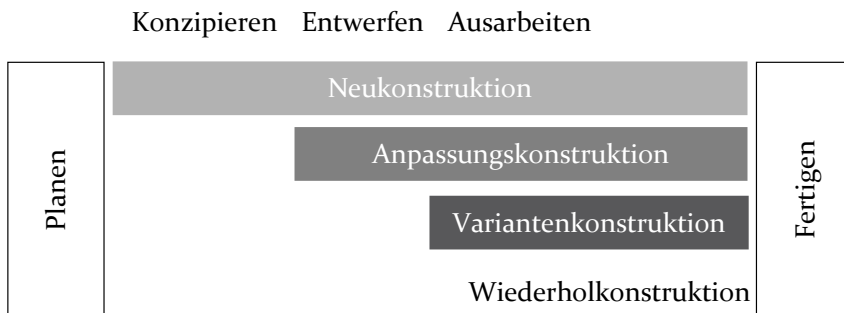 Konzipieren Entwerfen Ausarbeiten
Planen
Neukonstruktion
Anpassungskonstruktion
Variantenkonstruktion
Wiederholkonstruktion
Fertigen